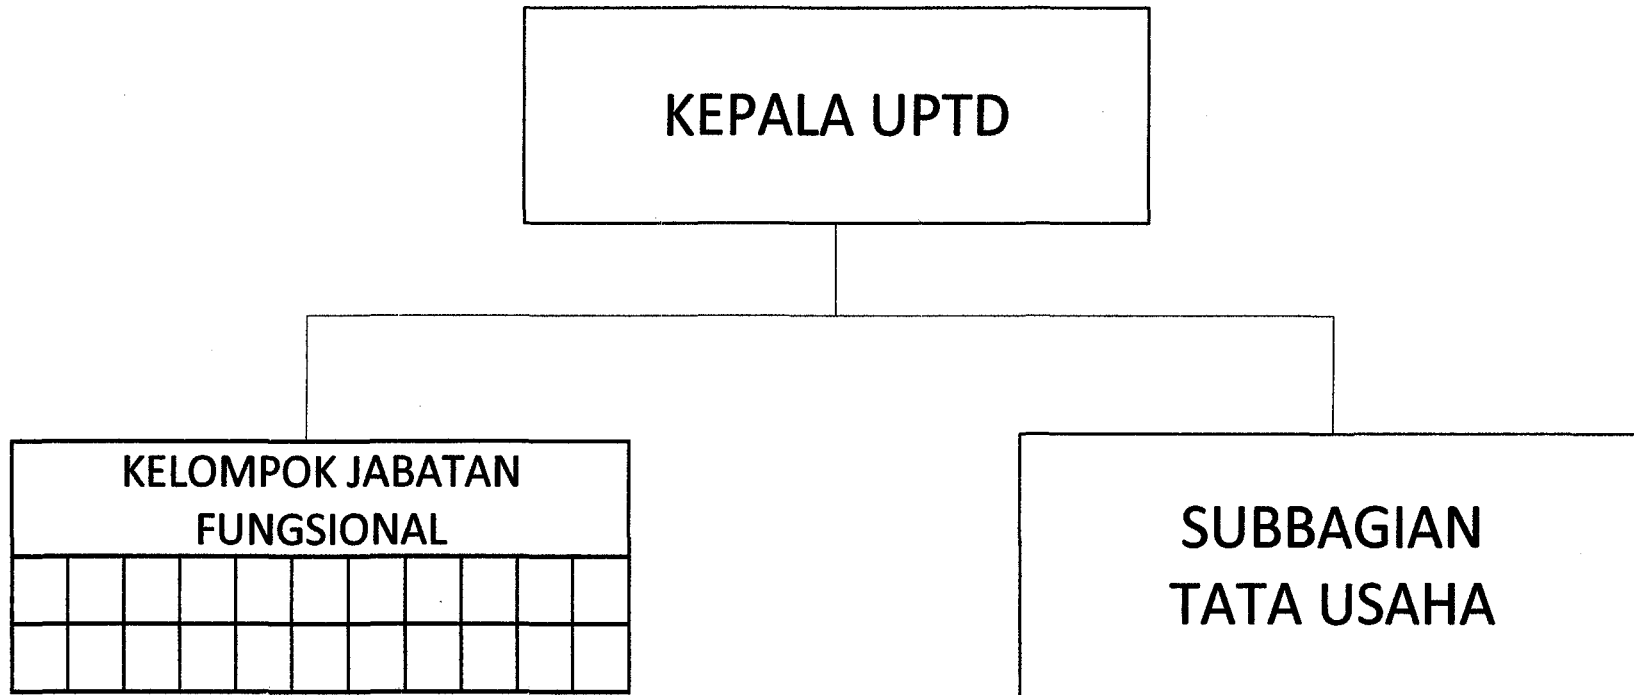 KEPALA UPTD
KELOMPOK JABATAN
FUNGSIONAL
SUBBAGIAN
TATA USAHA